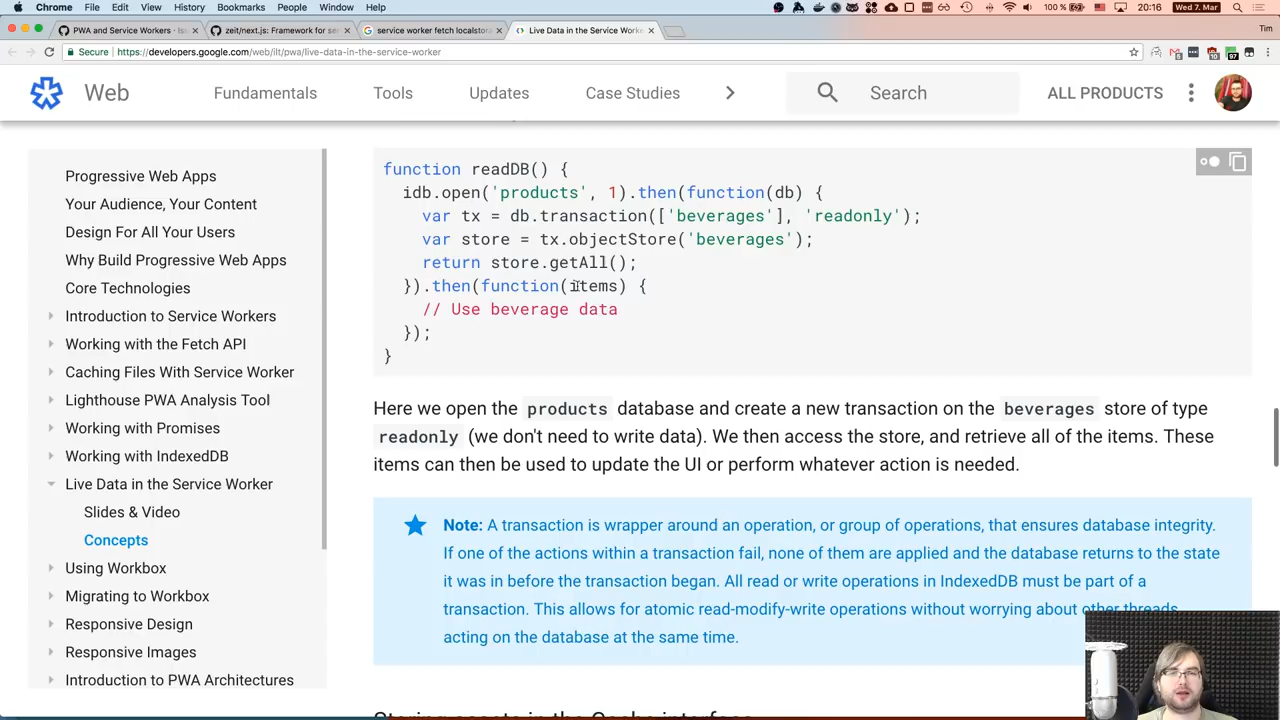 Chrome File Edit View History Bookmarks People Window Help 100 % Wed 7. Mar 20:16
PWA and Service Workers · Iss zeit/next.js: Framework for se service worker fetch localstora Live Data in the Service Worke Tim
Secure https://developers.google.com/web/ilt/pwa/live-data-in-the-service-worker
Web Fundamentals Tools Updates Case Studies Search ALL PRODUCTS
Progressive Web Apps
Your Audience, Your Content
Design For All Your Users
Why Build Progressive Web Apps
Core Technologies
Introduction to Service Workers
Working with the Fetch API
Caching Files With Service Worker
Lighthouse PWA Analysis Tool
Working with Promises
Working with IndexedDB
Live Data in the Service Worker
Slides & Video
Concepts
Using Workbox
Migrating to Workbox
Responsive Design
Responsive Images
Introduction to PWA Architectures
function readDB() {
idb.open('products', 1).then(function(db) {
var tx = db.transaction(['beverages'], 'readonly');
var store = tx.objectStore('beverages');
return store.getAll();
}).then(function(items) {
// Use beverage data
});
}
Here we open the products database and create a new transaction on the beverages store of type
readonly (we don't need to write data). We then access the store, and retrieve all of the items. These
items can then be used to update the UI or perform whatever action is needed.
Note: A transaction is wrapper around an operation, or group of operations, that ensures database integrity.
If one of the actions within a transaction fail, none of them are applied and the database returns to the state
it was in before the transaction began. All read or write operations in IndexedDB must be part of a
transaction. This allows for atomic read-modify-write operations without worrying about other threads
acting on the database at the same time.
Storing assets in the Cache interface